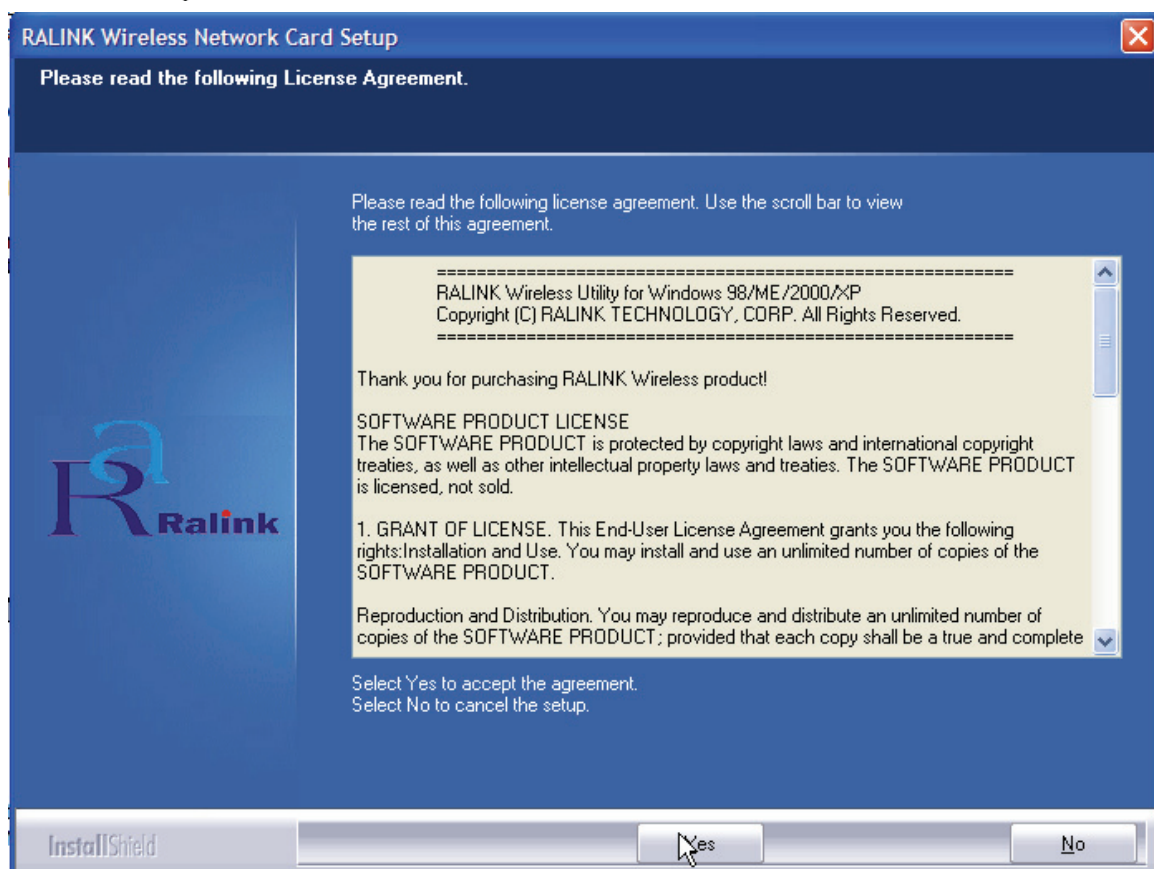 RALINK Wireless Network Card Setup
Please read the following License Agreement.
Please read the following license agreement. Use the scroll bar to view
the rest of this agreement.
============================================================
RALINK Wireless Utility for Windows 98/ME/2000/XP
Copyright (C) RALINK TECHNOLOGY, CORP. All Rights Reserved.
============================================================
Thank you for purchasing RALINK Wireless product!
SOFTWARE PRODUCT LICENSE
The SOFTWARE PRODUCT is protected by copyright laws and international copyright
treaties, as well as other intellectual property laws and treaties. The SOFTWARE PRODUCT
is licensed, not sold.
1. GRANT OF LICENSE. This End-User License Agreement grants you the following
rights:Installation and Use. You may install and use an unlimited number of copies of the
SOFTWARE PRODUCT.
Reproduction and Distribution. You may reproduce and distribute an unlimited number of
copies of the SOFTWARE PRODUCT; provided that each copy shall be a true and complete
Ra
Ralink
Select Yes to accept the agreement.
Select No to cancel the setup.
InstallShield
Yes
No